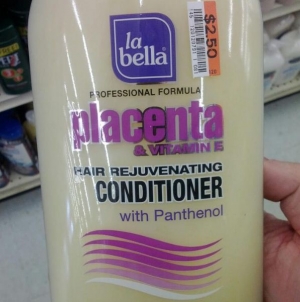 la
bella
$2.50
PROFESSIONAL FORMULA
placenta
& VITAMIN E
HAIR REJUVENATING
CONDITIONER
with Panthenol